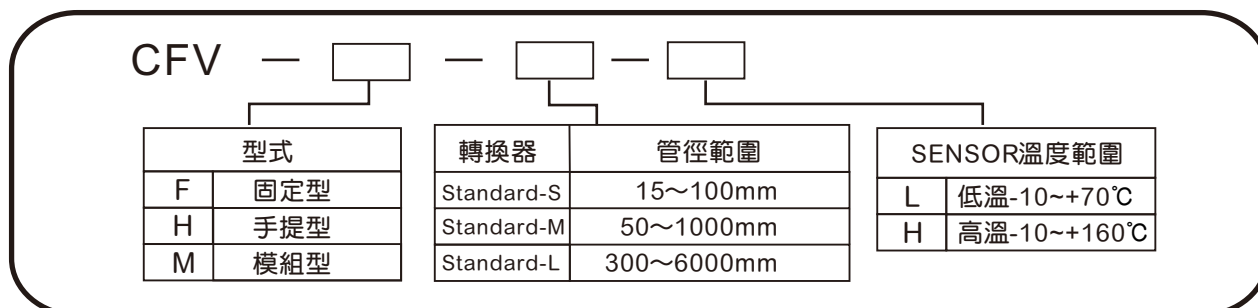 CFV — □ — □ — □
型式
F 固定型
H 手提型
M 模組型
轉換器 管徑範圍
Standard-S 15～100mm
Standard-M 50～1000mm
Standard-L 300～6000mm
SENSOR溫度範圍
L 低溫-10~+70℃
H 高溫-10~+160℃